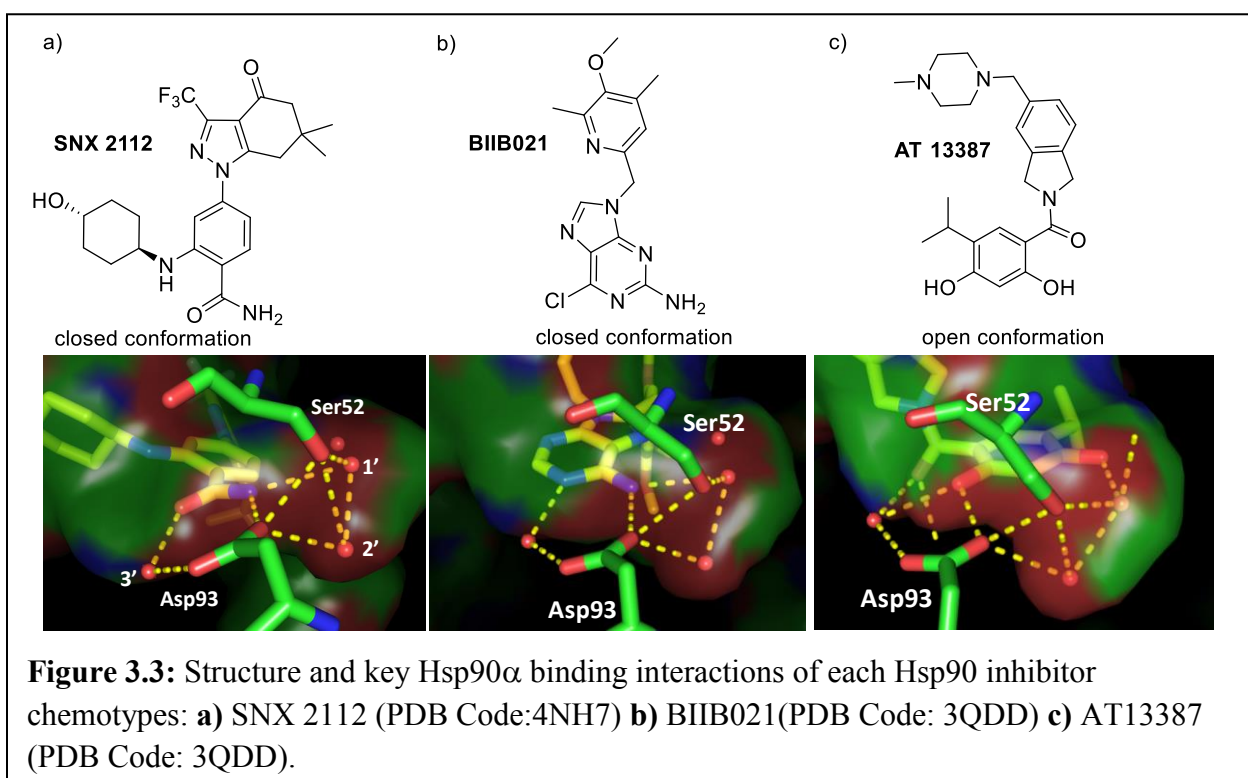 a)
O
F3C
SNX 2112
N
N
HO
N
H
O
NH2
closed conformation
b)
O
BIIB021
N
N
N
N
Cl
N
NH2
closed conformation
c)
N
N
AT 13387
N
O
HO
OH
open conformation
Ser52
1’
2’
3’
Asp93
Ser52
Asp93
Ser52
Asp93
Figure 3.3: Structure and key Hsp90α binding interactions of each Hsp90 inhibitor
chemotypes: a) SNX 2112 (PDB Code:4NH7) b) BIIB021(PDB Code: 3QDD) c) AT13387
(PDB Code: 3QDD).